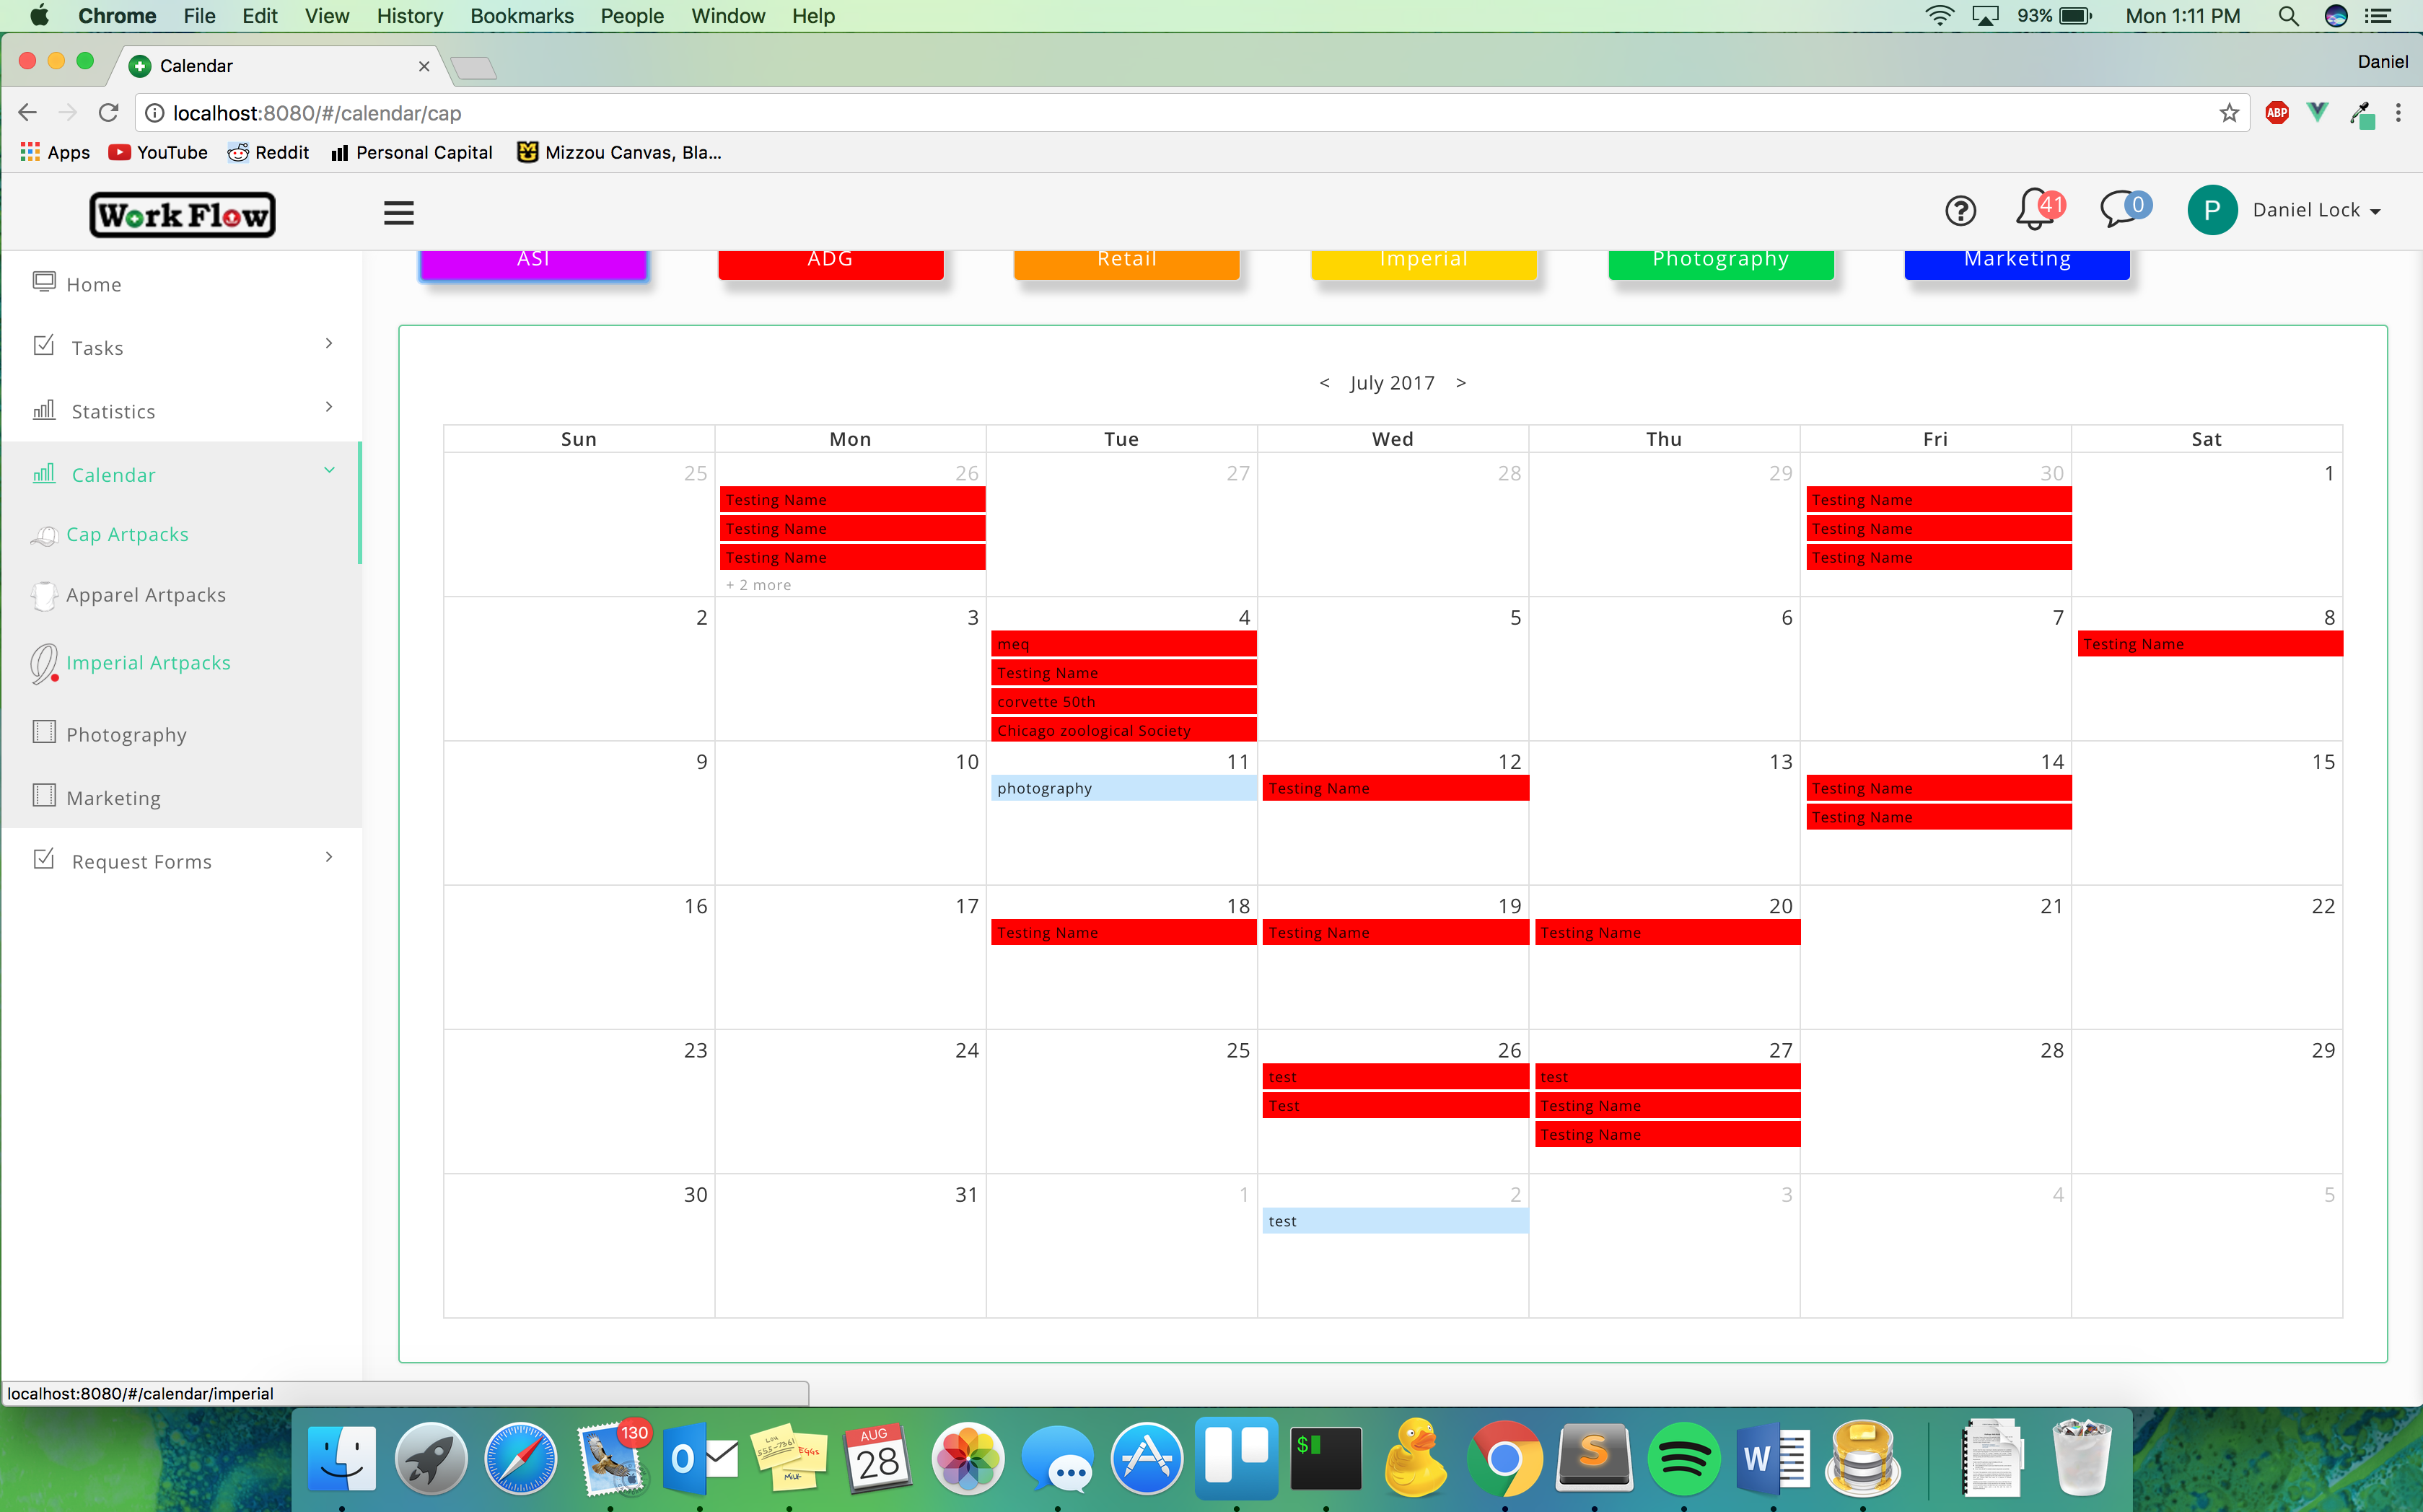 Chrome File Edit View History Bookmarks People Window Help 93% Mon 1:11 PM
Calendar
Daniel
localhost:8080/#/calendar/cap
ABP
Apps YouTube Reddit Personal Capital Mizzou Canvas, Bla...
Work Flow
41
0
P
Daniel Lock
ASI ADG Retail Imperial Photography Marketing
Home
Tasks
Statistics
Calendar
Cap Artpacks
Apparel Artpacks
Imperial Artpacks
Photography
Marketing
Request Forms
< July 2017 >
Sun Mon Tue Wed Thu Fri Sat
25 26 27 28 29 30 1
Testing Name Testing Name
Testing Name Testing Name
Testing Name Testing Name
+ 2 more
2 3 4 5 6 7 8
meq Testing Name
Testing Name
corvette 50th
Chicago zoological Society
9 10 11 12 13 14 15
photography Testing Name Testing Name
Testing Name
16 17 18 19 20 21 22
Testing Name Testing Name Testing Name
23 24 25 26 27 28 29
test test
Test Testing Name
Testing Name
30 31 1 2 3 4 5
test
localhost:8080/#/calendar/imperial
130
AUG
28
$
S
W